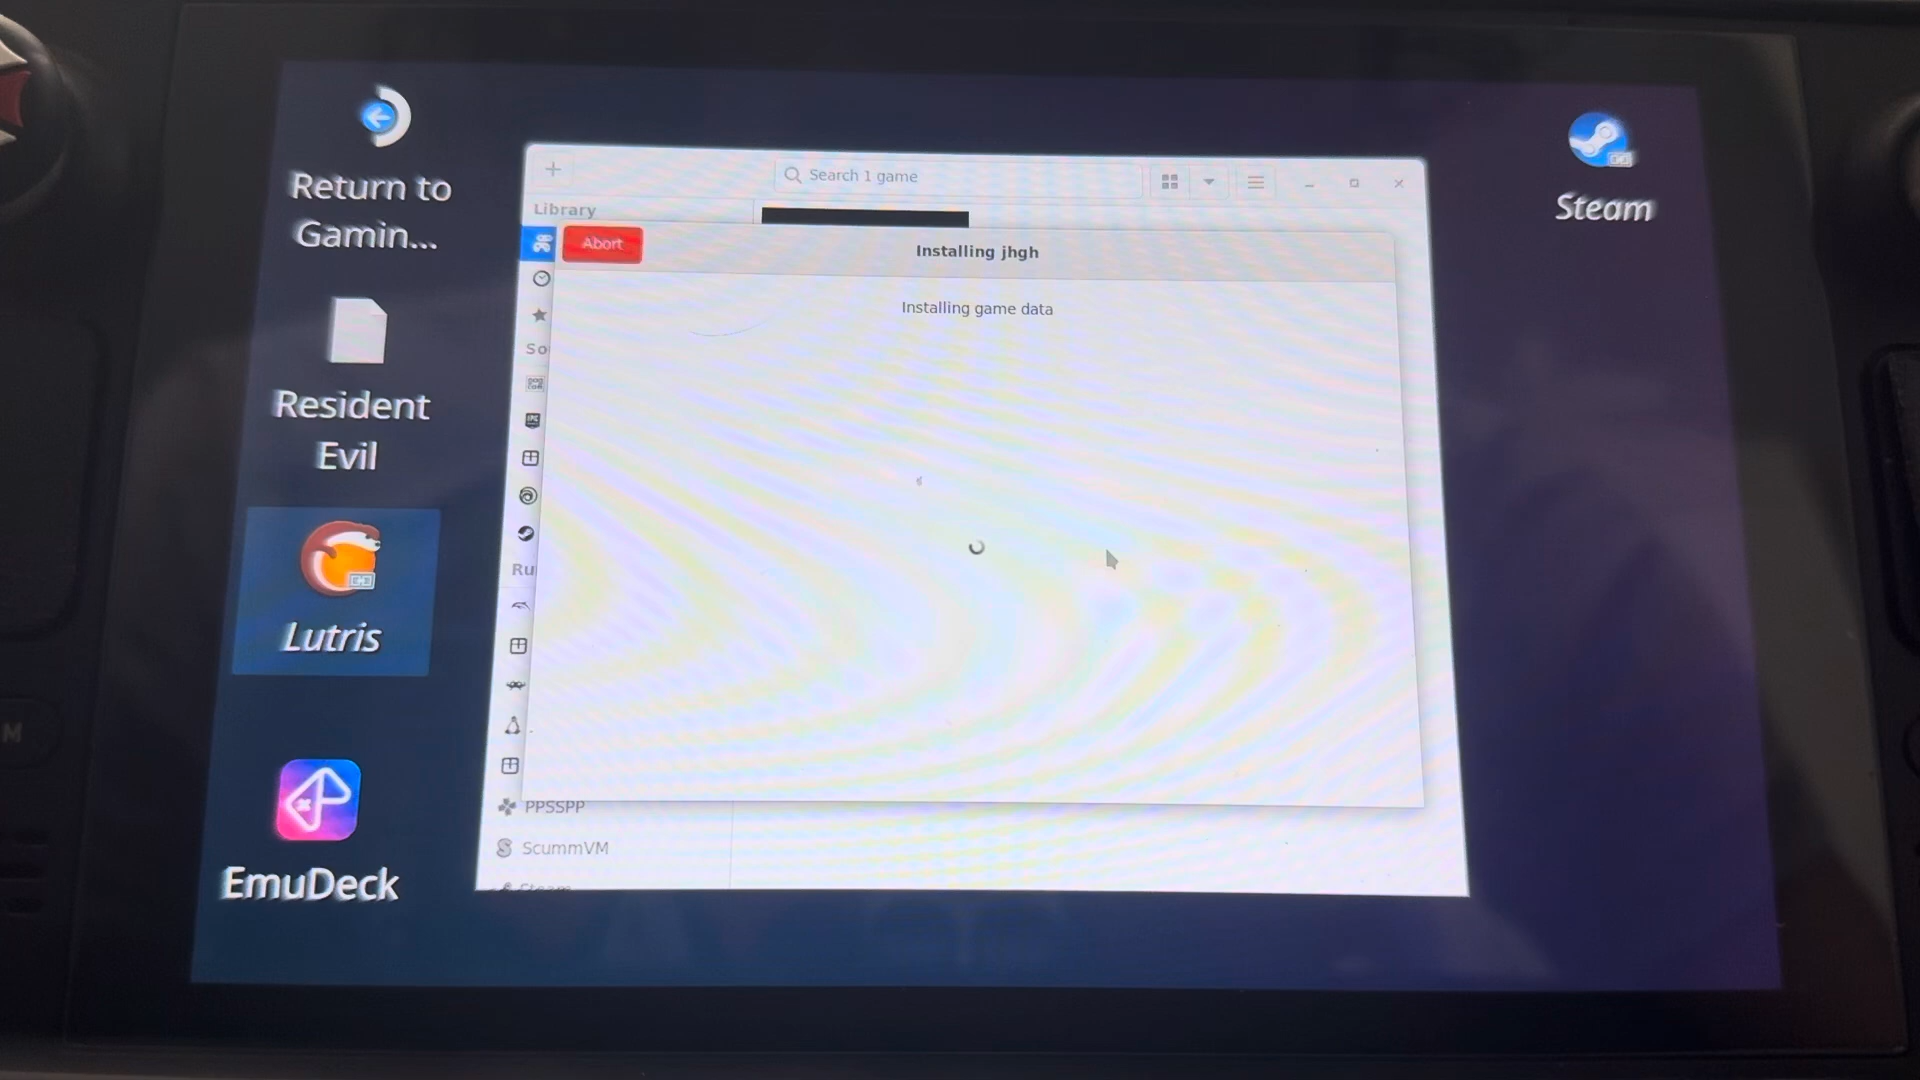 Return to
Gamin...
Resident
Evil
Lutris
EmuDeck
Search 1 game
Library
Abort
Installing jhgh
Installing game data
So
Ru
PPSSPP
ScummVM
Steam
Steam
M